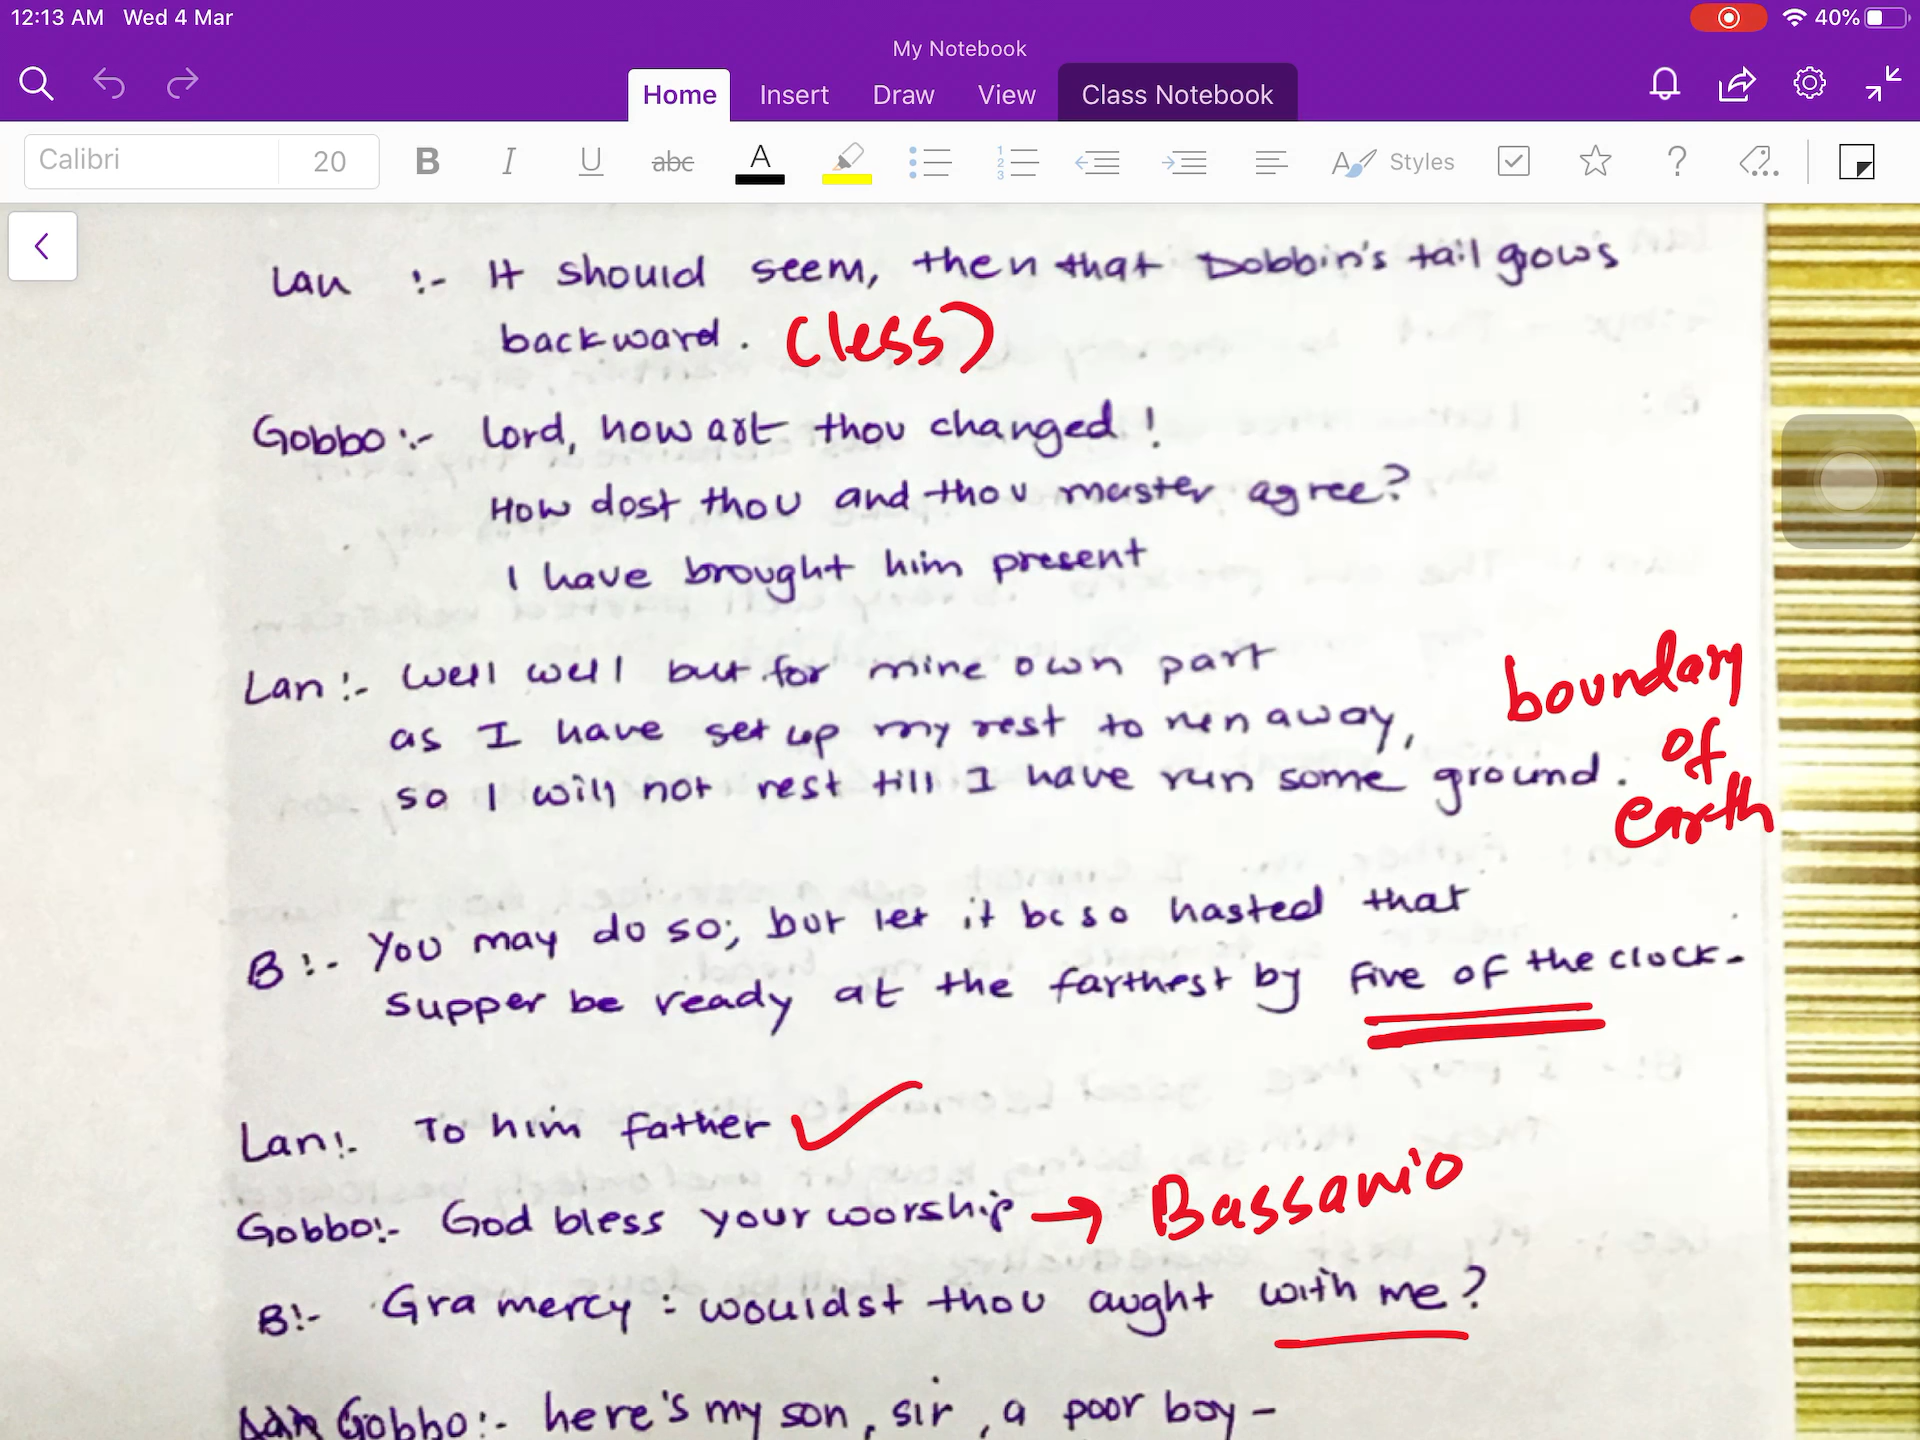 12:13 AM Wed 4 Mar
40%
My Notebook
Home Insert Draw View Class Notebook
Calibri 20 B I U abc A Styles
Lan :- It should seem, then that Dobbin's tail grows
backward. (less)
Gobbo :- Lord, how art thou changed!
How dost thou and thou master agree?
I have brought him present
Lan :- Well well but for mine own part
as I have set up my rest to run away,
so I will not rest till I have run some ground.
boundary
of
earth
B :- You may do so; but let it be so hasted that
supper be ready at the farthest by five of the clock-
Lan:- To him father
Gobbo:- God bless your worship → Bassanio
B:- Gra mercy : wouldst thou aught with me?
Gobbo:- here's my son, sir, a poor boy -